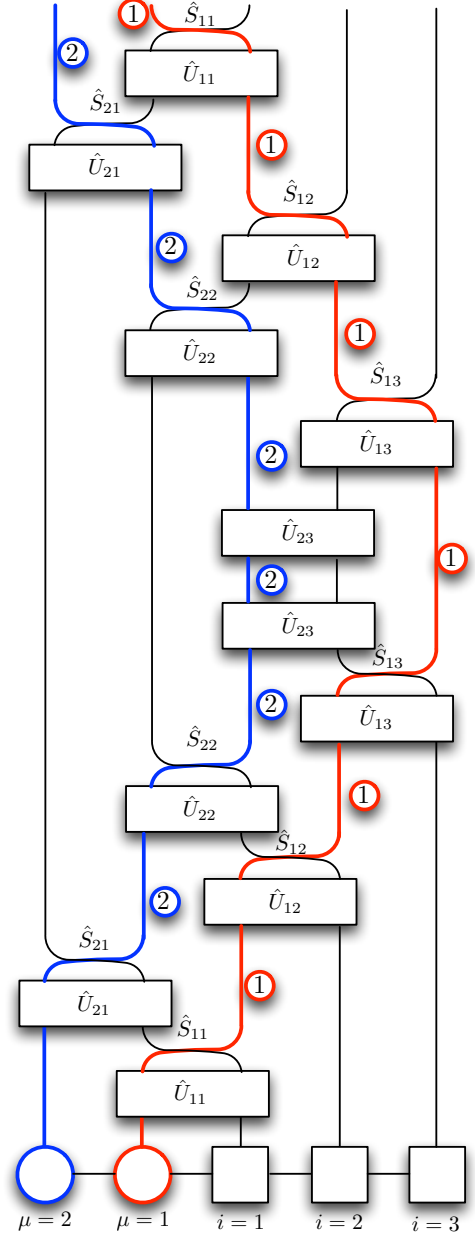 1
Ŝ₁₁
2
Û₁₁
Ŝ₂₁
1
Û₂₁
Ŝ₁₂
2
Û₁₂
Ŝ₂₂
1
Û₂₂
Ŝ₁₃
Û₁₃
2
Û₂₃
1
2
Û₂₃
Ŝ₁₃
2
Û₁₃
Ŝ₂₂
1
Û₂₂
Ŝ₁₂
2
Û₁₂
Ŝ₂₁
1
Û₂₁
Ŝ₁₁
Û₁₁
μ = 2 μ = 1 i = 1 i = 2 i = 3